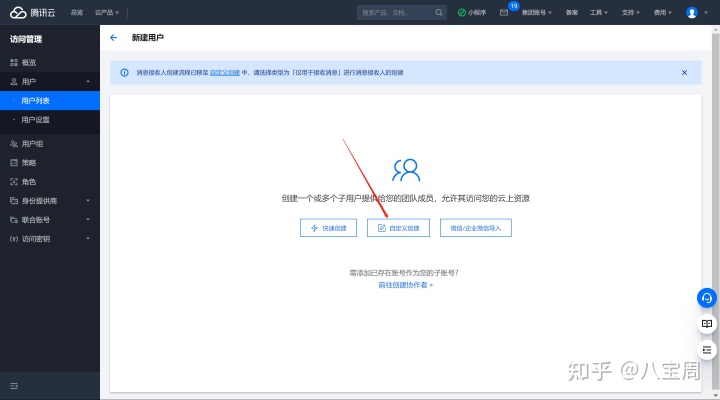 腾讯云 总览 云产品 搜索产品、文档... 小程序 19 集团账号 备案 工具 支持 费用
访问管理
新建用户
概览
用户
用户列表
用户设置
用户组
策略
角色
身份提供商
联合账号
访问密钥
消息接收人创建流程已移至 自定义创建 中，请选择类型为「仅用于接收消息」进行消息接收人的创建
创建一个或多个子用户提供给您的团队成员，允许其访问您的云上资源
快速创建 自定义创建 微信/企业微信导入
需添加已存在账号作为您的子账号?
前往创建协作者 >
知乎 @八宝周